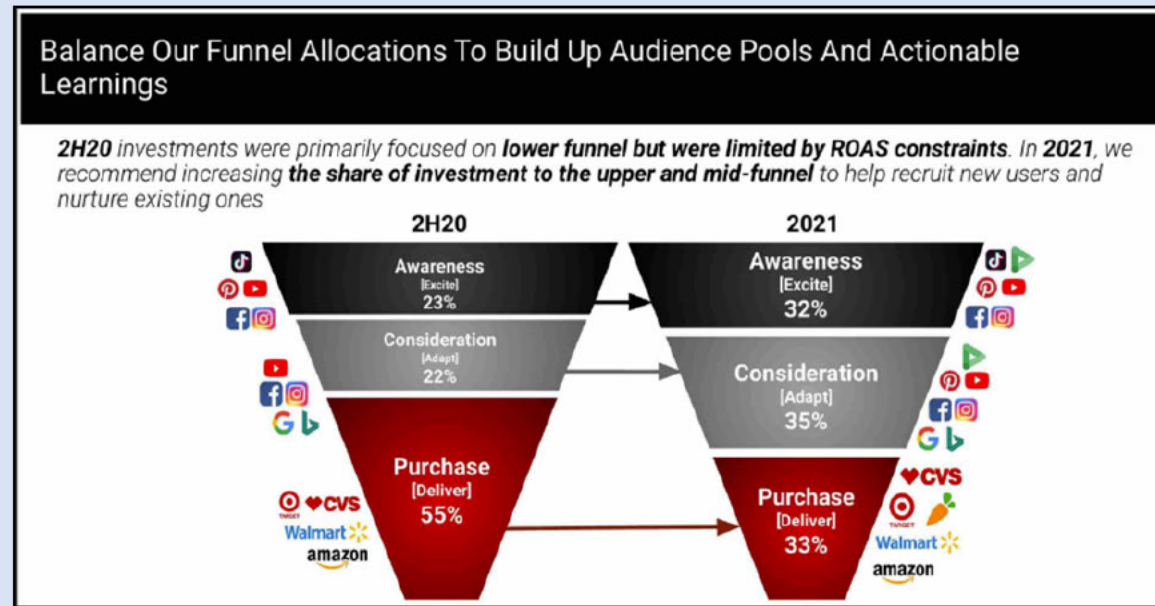 Balance Our Funnel Allocations To Build Up Audience Pools And Actionable
Learnings
2H20 investments were primarily focused on lower funnel but were limited by ROAS constraints. In 2021, we
recommend increasing the share of investment to the upper and mid-funnel to help recruit new users and
nurture existing ones
2H20
Awareness
[Excite]
23%
Consideration
[Adapt]
22%
Purchase
[Deliver]
55%
TARGET
CVS
Walmart
amazon
2021
Awareness
[Excite]
32%
Consideration
[Adapt]
35%
Purchase
[Deliver]
33%
CVS
TARGET
Walmart
amazon